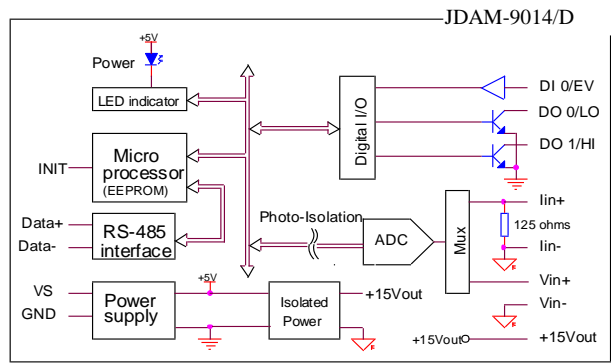 JDAM-9014/D
+5V
Power
LED indicator
Digital I/O
DI 0/EV
DO 0/LO
DO 1/HI
INIT
Micro
processor
(EEPROM)
Data+
Data-
RS-485
interface
Photo-Isolation
ADC
Mux
Iin+
125 ohms
Iin-
F
Vin+
Vin-
F
VS
GND
Power
supply
+5V
Isolated
Power
+15Vout
F
+15Vout
+15Vout